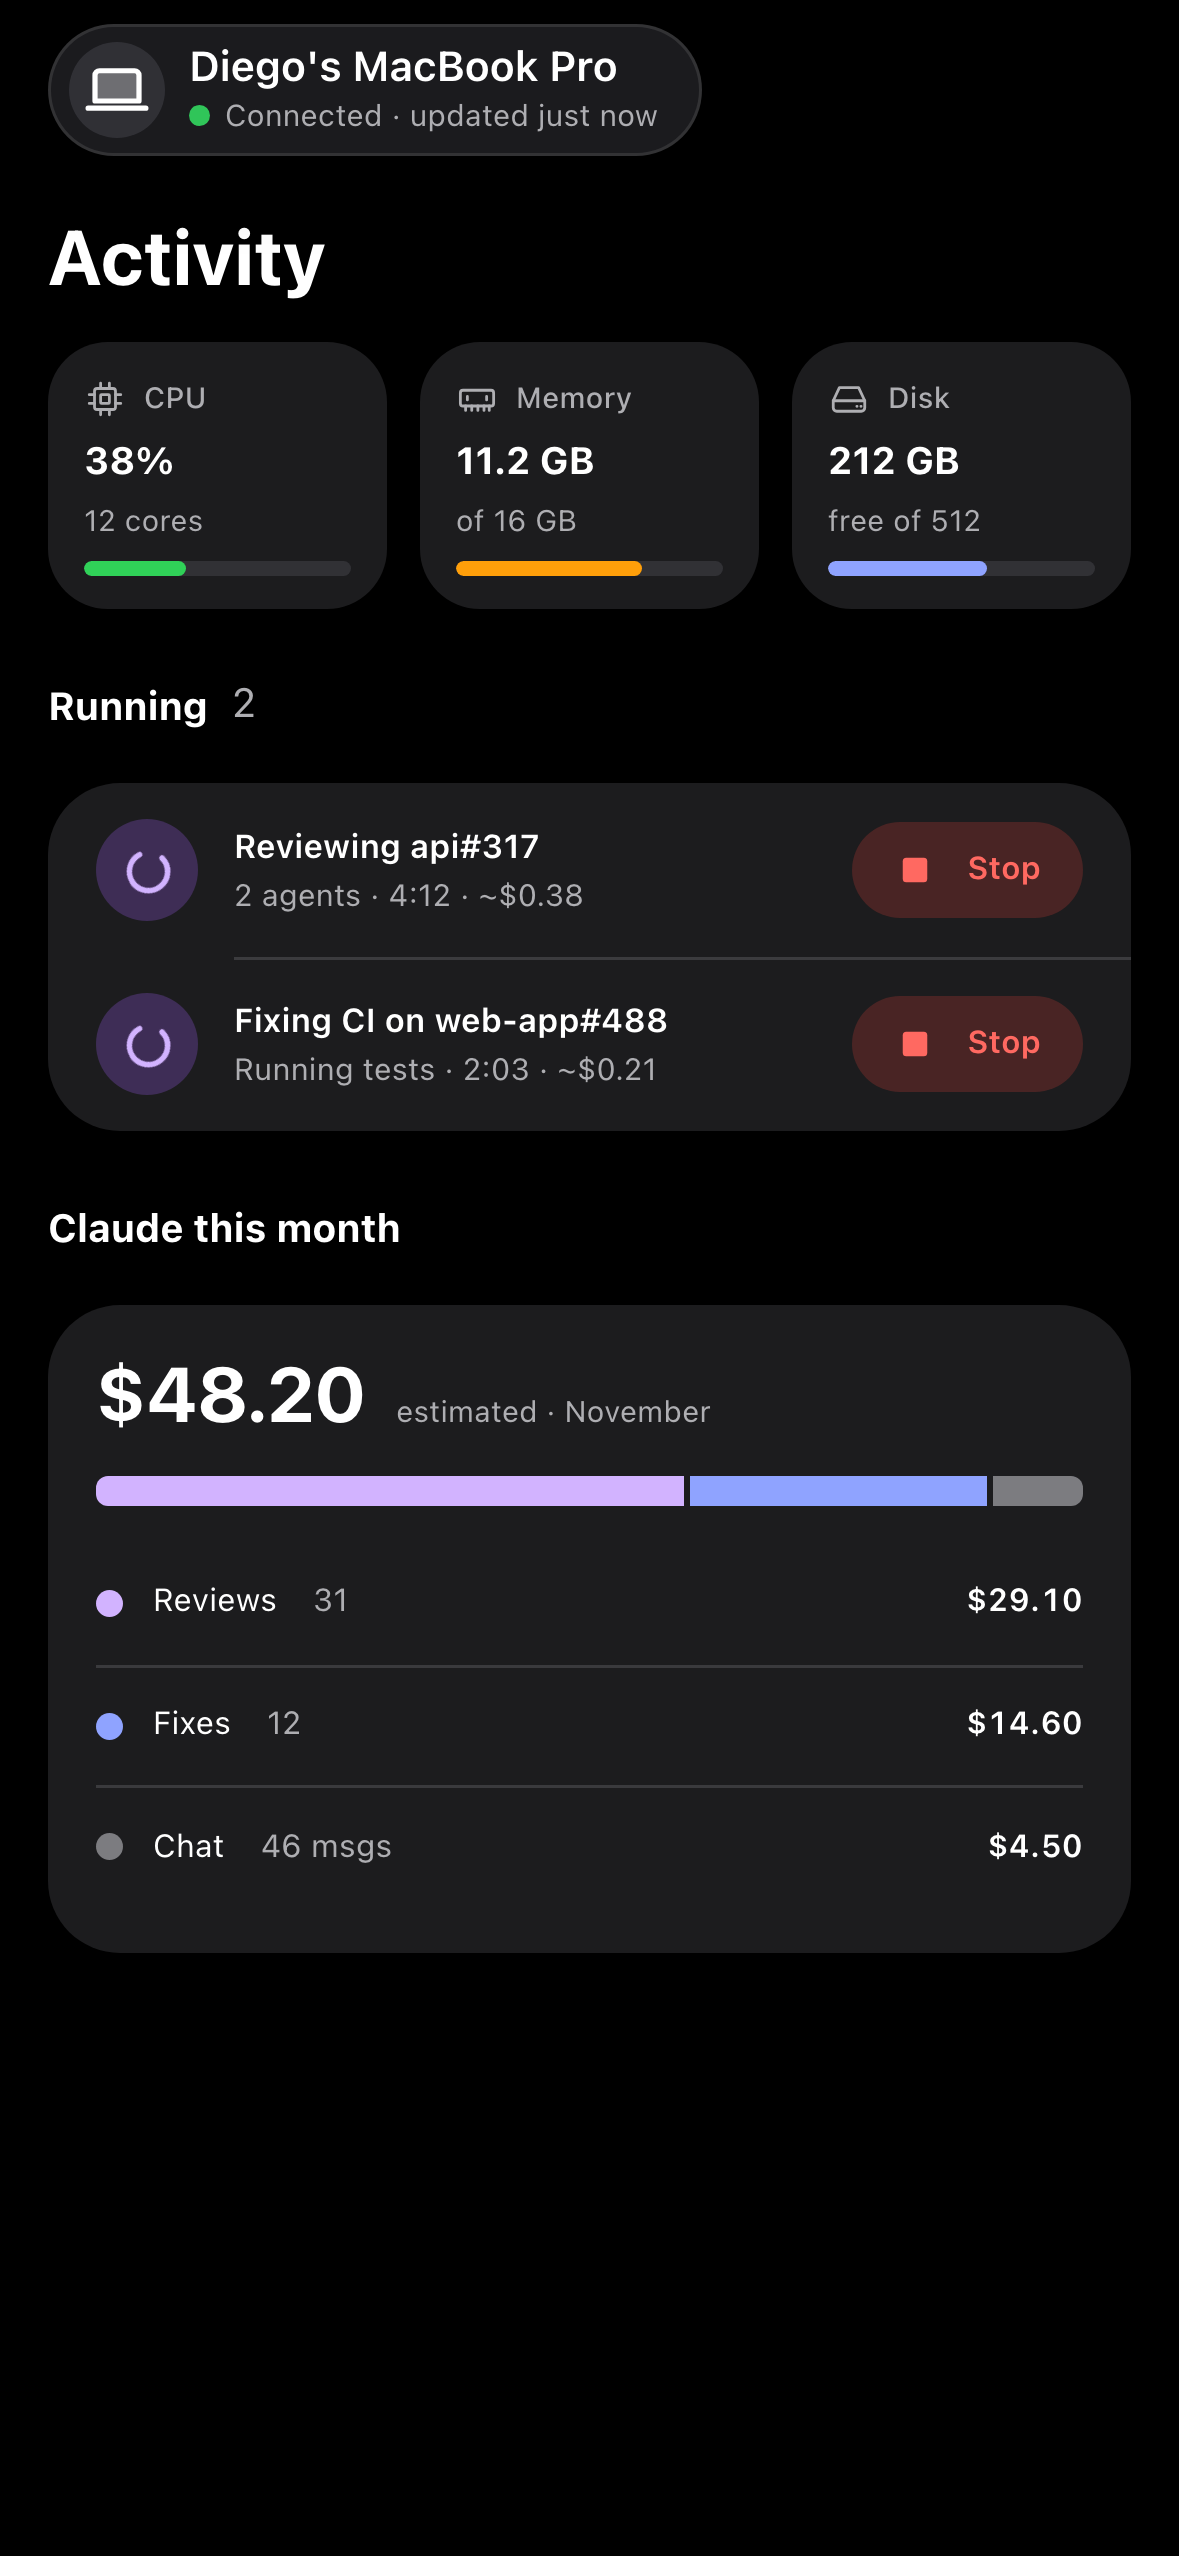 Diego's MacBook Pro
Connected · updated just now
Activity
CPU
38%
12 cores
Memory
11.2 GB
of 16 GB
Disk
212 GB
free of 512
Running 2
Reviewing api#317
2 agents · 4:12 · ~$0.38
Stop
Fixing CI on web-app#488
Running tests · 2:03 · ~$0.21
Stop
Claude this month
$48.20 estimated · November
Reviews 31 $29.10
Fixes 12 $14.60
Chat 46 msgs $4.50